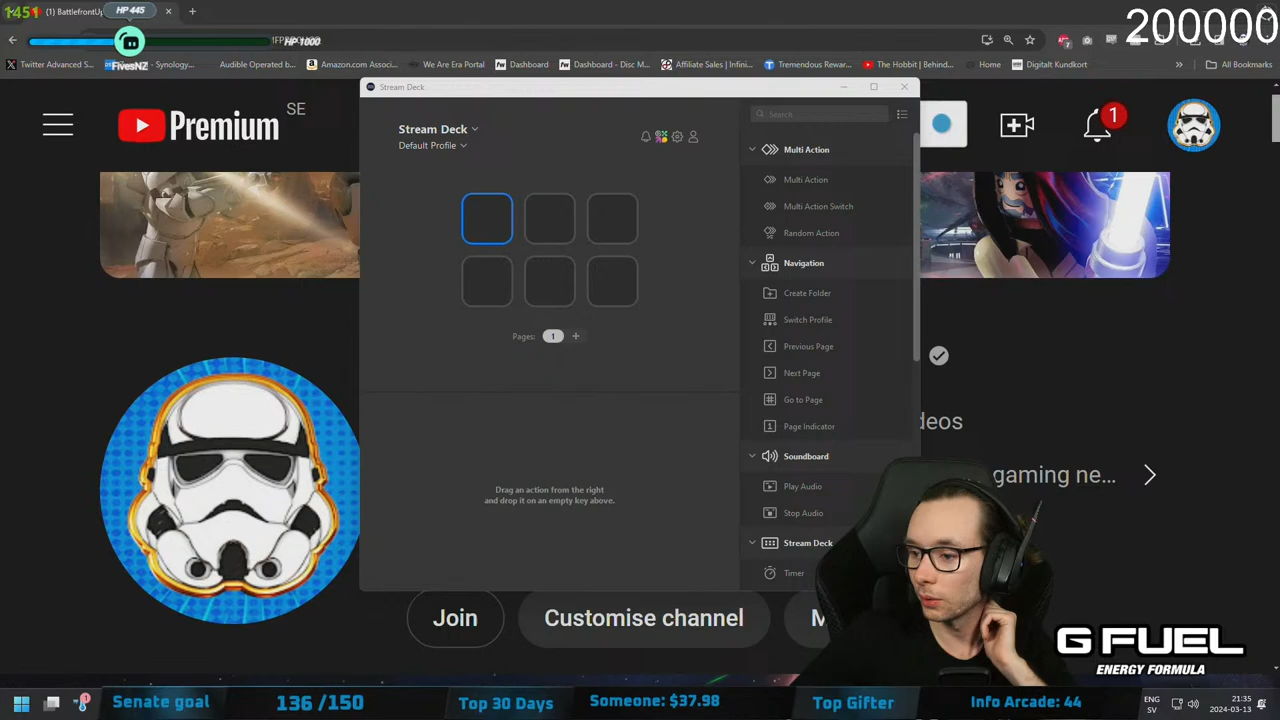 1451
BattlefrontUp
HP 445
200000
HP 1000
FivesNZ
7
Twitter Advanced S...
Synology...
Audible Operated b...
Amazon.com Associ...
We Are Era Portal
Dashboard
Dashboard - Disc M...
Affiliate Sales | Infini...
Tremendous Rewar...
The Hobbit | Behind...
Home
Digitalt Kundkort
All Bookmarks
Premium
SE
1
Stream Deck
Stream Deck
Default Profile
Pages:
1
+
Drag an action from the right
and drop it on an empty key above.
Search
Multi Action
Multi Action
Multi Action Switch
Random Action
Navigation
Create Folder
Switch Profile
Previous Page
Next Page
Go to Page
Page Indicator
Soundboard
Play Audio
Stop Audio
Stream Deck
Timer
deos
gaming ne...
Join
Customise channel
M
G FUEL
ENERGY FORMULA
1
Senate goal
136 /150
Top 30 Days
Someone: $37.98
Top Gifter
Info Arcade: 44
ENG
SV
21:35
2024-03-13